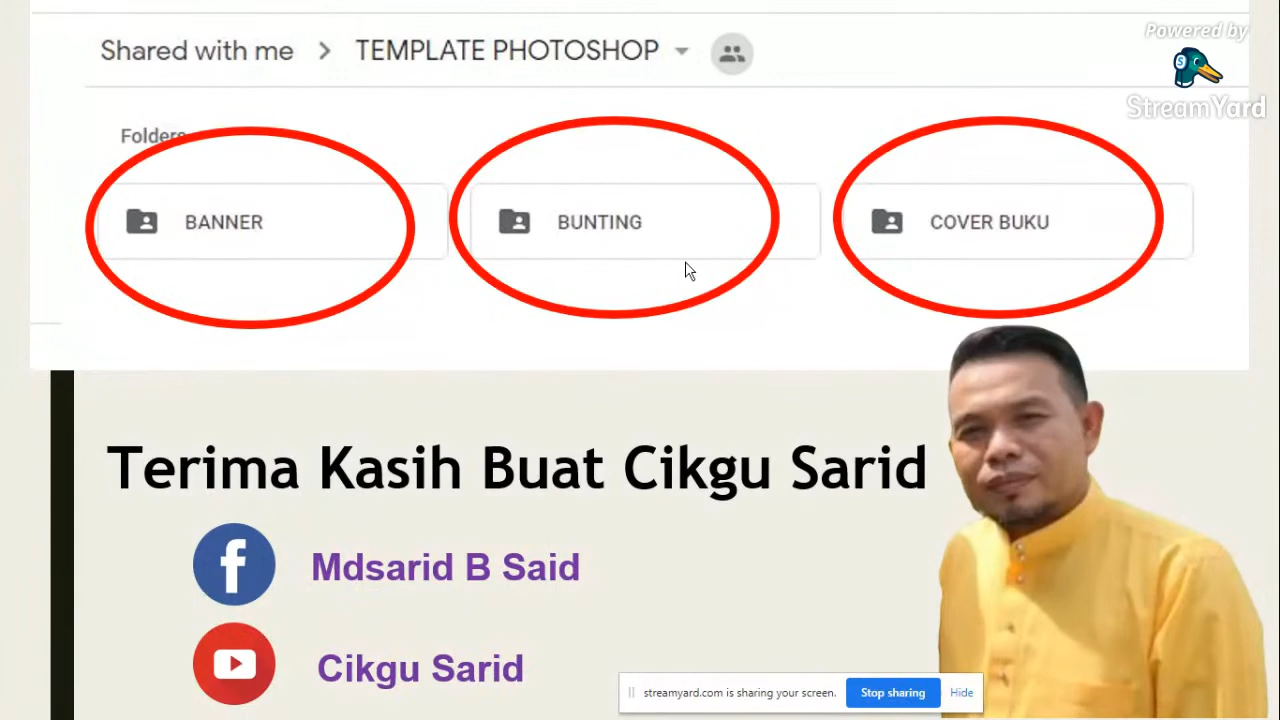 Powered by
StreamYard
Shared with me > TEMPLATE PHOTOSHOP
Folders
BANNER
BUNTING
COVER BUKU
Terima Kasih Buat Cikgu Sarid
Mdsarid B Said
Cikgu Sarid
streamyard.com is sharing your screen. Stop sharing Hide